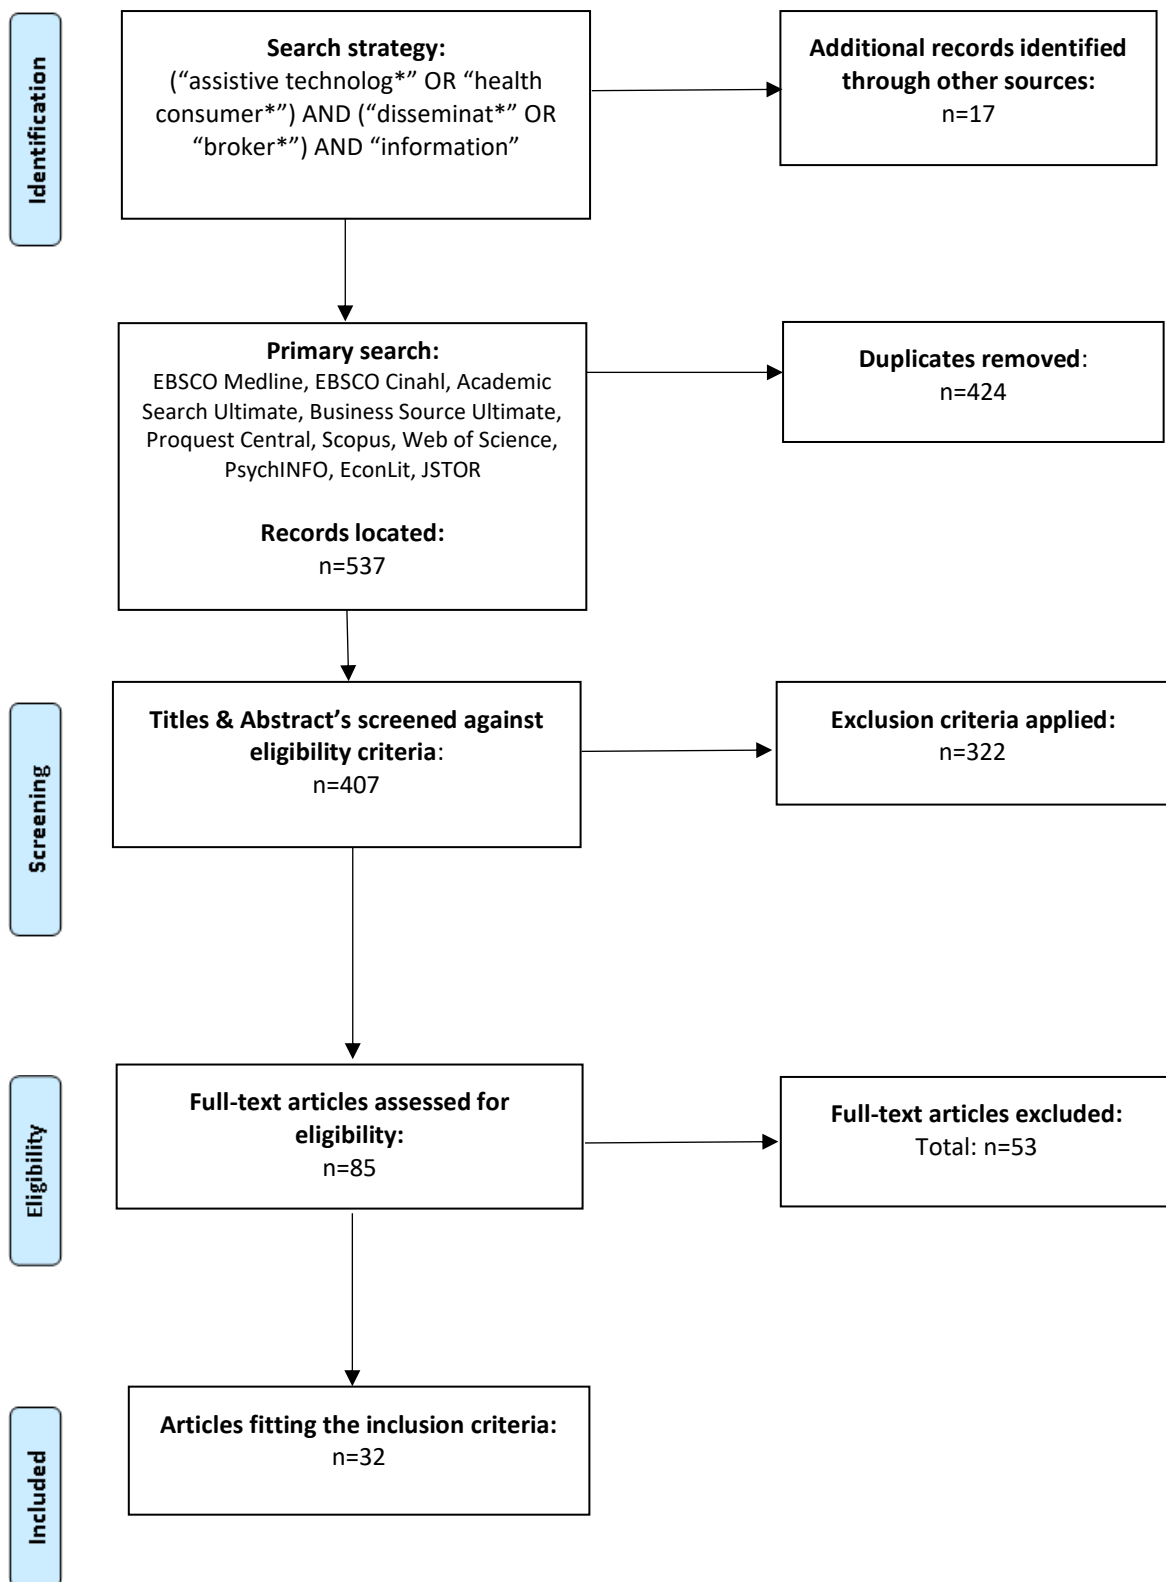 Identification
Search strategy:
(“assistive technolog*” OR “health
consumer*”) AND (“disseminat*” OR
“broker*”) AND “information”
Additional records identified
through other sources:
n=17
Primary search:
EBSCO Medline, EBSCO Cinahl, Academic
Search Ultimate, Business Source Ultimate,
Proquest Central, Scopus, Web of Science,
PsychINFO, EconLit, JSTOR
Records located:
n=537
Duplicates removed:
n=424
Screening
Titles & Abstract’s screened against
eligibility criteria:
n=407
Exclusion criteria applied:
n=322
Eligibility
Full-text articles assessed for
eligibility:
n=85
Full-text articles excluded:
Total: n=53
Included
Articles fitting the inclusion criteria:
n=32